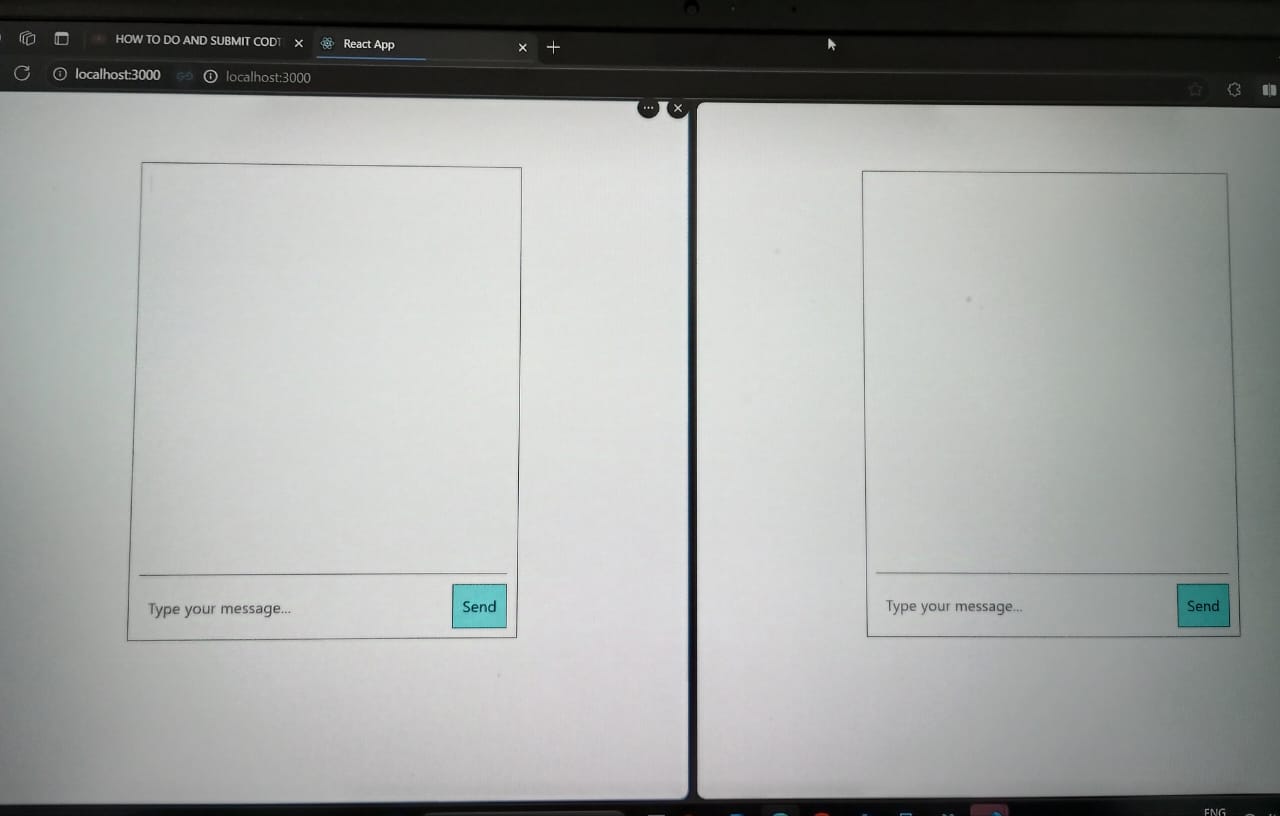 HOW TO DO AND SUBMIT CODT
React App
localhost:3000
localhost:3000
Type your message...
Send
Type your message...
Send
ENG